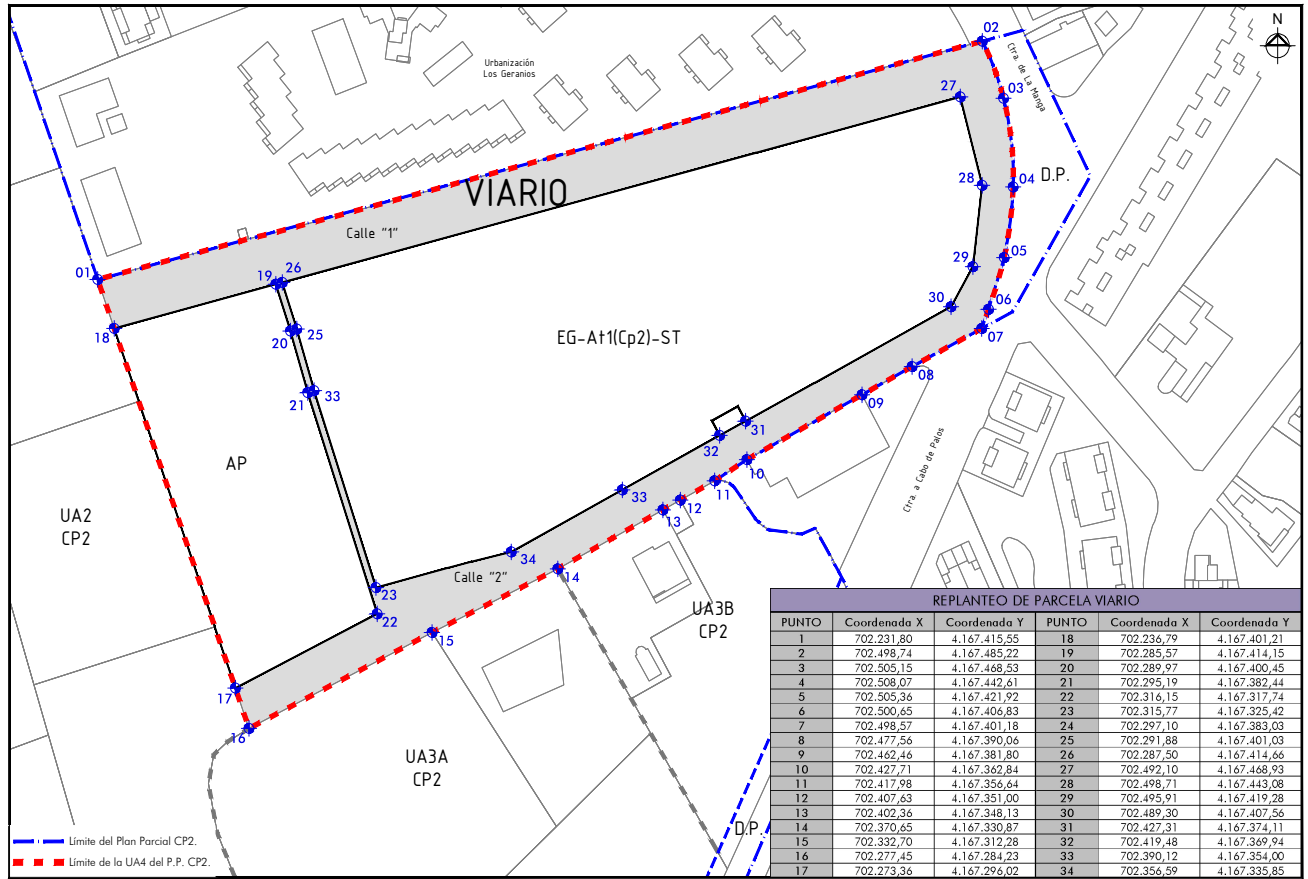 02
N
Urbanización
Los Geranios
Ctra. de La Manga
03
27
28
04
D.P.
VIARIO
Calle "1"
01
19
26
29
05
18
20
25
30
06
07
EG-At1(Cp2)-ST
21
33
08
09
31
32
10
AP
Ctra. a Cabo de Palos
33
11
12
13
UA2
CP2
34
14
23
Calle "2"
22
15
UA3B
CP2
17
16
UA3A
CP2
D.P.
Límite del Plan Parcial CP2.
Límite de la UA4 del P.P. CP2.
REPLANTEO DE PARCELA VIARIO
PUNTO Coordenada X Coordenada Y PUNTO Coordenada X Coordenada Y
1 702.231,80 4.167.415,55 18 702.236,79 4.167.401,21
2 702.498,74 4.167.485,22 19 702.285,57 4.167.414,15
3 702.505,15 4.167.468,53 20 702.289,97 4.167.400,45
4 702.508,07 4.167.442,61 21 702.295,19 4.167.382,44
5 702.505,36 4.167.421,92 22 702.316,15 4.167.317,74
6 702.500,65 4.167.406,83 23 702.315,77 4.167.325,42
7 702.498,57 4.167.401,18 24 702.297,10 4.167.383,03
8 702.477,56 4.167.390,06 25 702.291,88 4.167.401,03
9 702.462,46 4.167.381,80 26 702.287,50 4.167.414,66
10 702.427,71 4.167.362,84 27 702.492,10 4.167.468,93
11 702.417,98 4.167.356,64 28 702.498,71 4.167.443,08
12 702.407,63 4.167.351,00 29 702.495,91 4.167.419,28
13 702.402,36 4.167.348,13 30 702.489,30 4.167.407,56
14 702.370,65 4.167.330,87 31 702.427,31 4.167.374,11
15 702.332,70 4.167.312,28 32 702.419,48 4.167.369,94
16 702.277,45 4.167.284,23 33 702.390,12 4.167.354,00
17 702.273,36 4.167.296,02 34 702.356,59 4.167.335,85